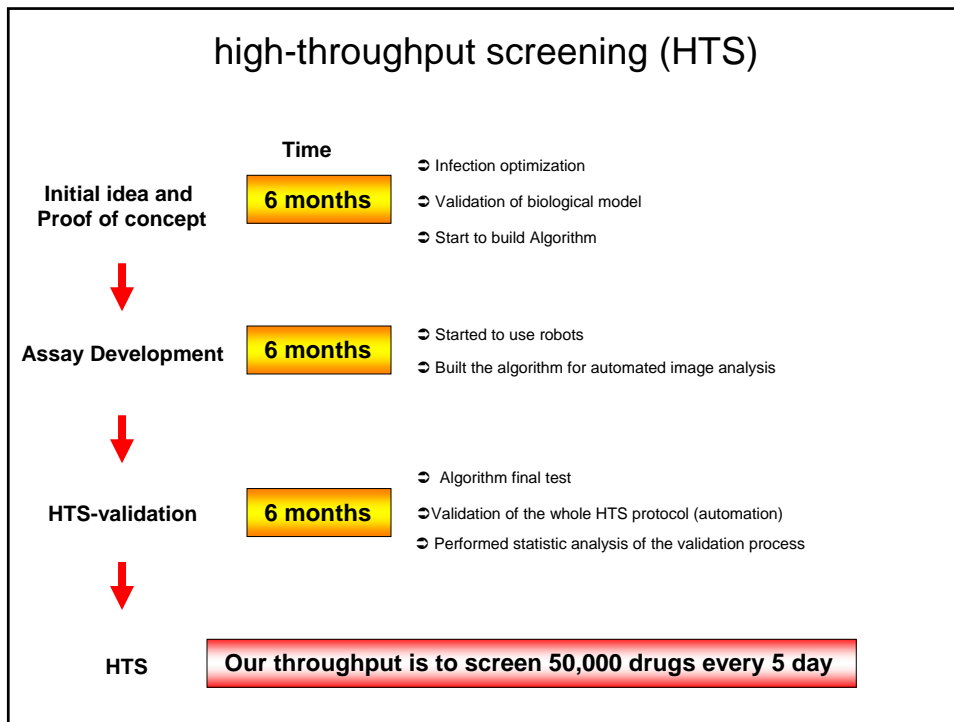 high-throughput screening (HTS)
Time
Initial idea and
Proof of concept
6 months
➲ Infection optimization
➲ Validation of biological model
➲ Start to build Algorithm
Assay Development
6 months
➲ Started to use robots
➲ Built the algorithm for automated image analysis
HTS-validation
6 months
➲ Algorithm final test
➲Validation of the whole HTS protocol (automation)
➲ Performed statistic analysis of the validation process
HTS
Our throughput is to screen 50,000 drugs every 5 day